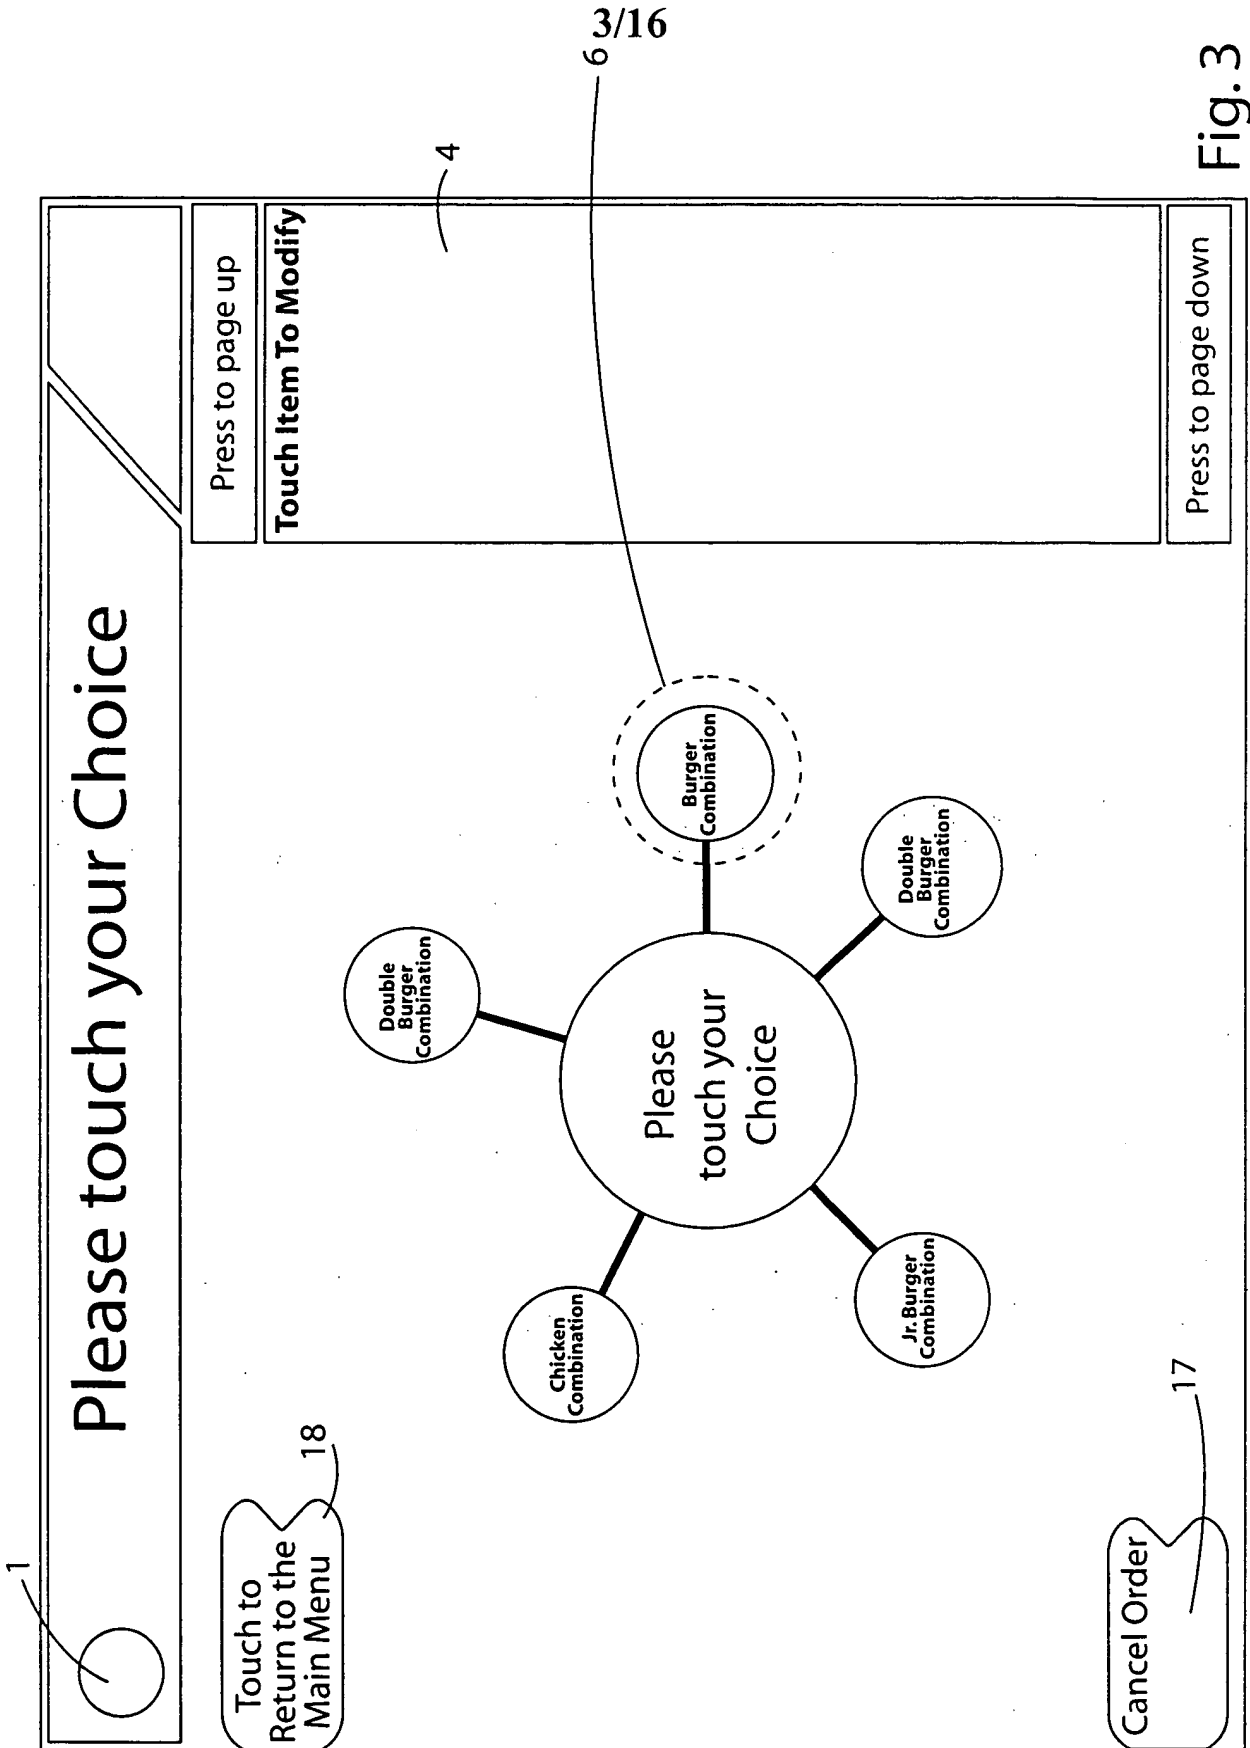 3/16
1
Please touch your Choice
Touch to
Return to the
Main Menu
18
Press to page up
Touch Item To Modify
4
6
Double
Burger
Combination
Chicken
Combination
Please
touch your
Choice
Burger
Combination
Jr. Burger
Combination
Double
Burger
Combination
Cancel Order
17
Press to page down
Fig. 3